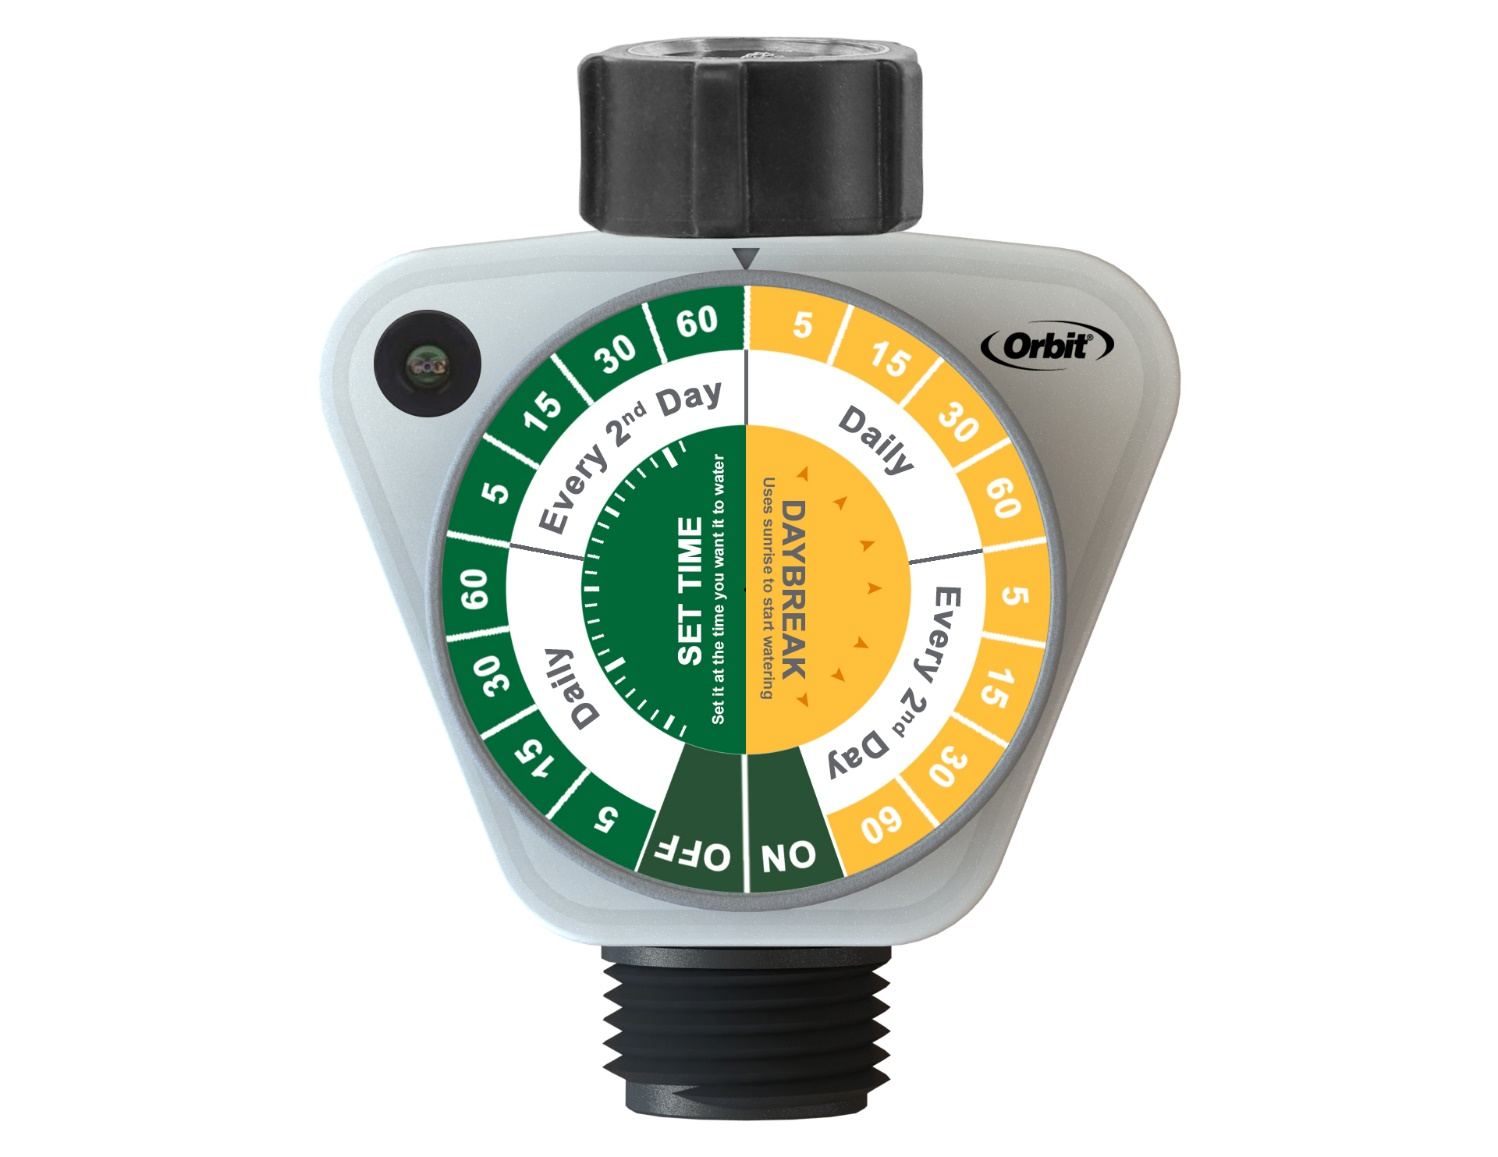 Orbit®
60
30
15
5
Every 2nd Day
60
30
15
5
Daily
SET TIME
Set it at the time you want it to water
5
15
30
60
Daily
5
15
30
60
Every 2nd Day
DAYBREAK
Uses sunrise to start watering
OFF
ON